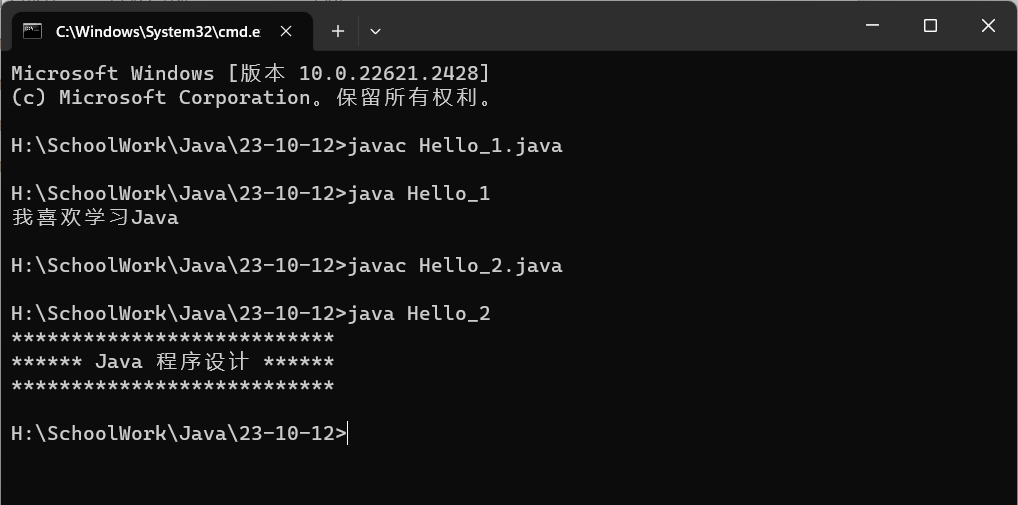 C:\Windows\System32\cmd.e
Microsoft Windows [版本 10.0.22621.2428]
(c) Microsoft Corporation。保留所有权利。
H:\SchoolWork\Java\23-10-12>javac Hello_1.java
H:\SchoolWork\Java\23-10-12>java Hello_1
我喜欢学习Java
H:\SchoolWork\Java\23-10-12>javac Hello_2.java
H:\SchoolWork\Java\23-10-12>java Hello_2
***************************
****** Java 程序设计 ******
***************************
H:\SchoolWork\Java\23-10-12>